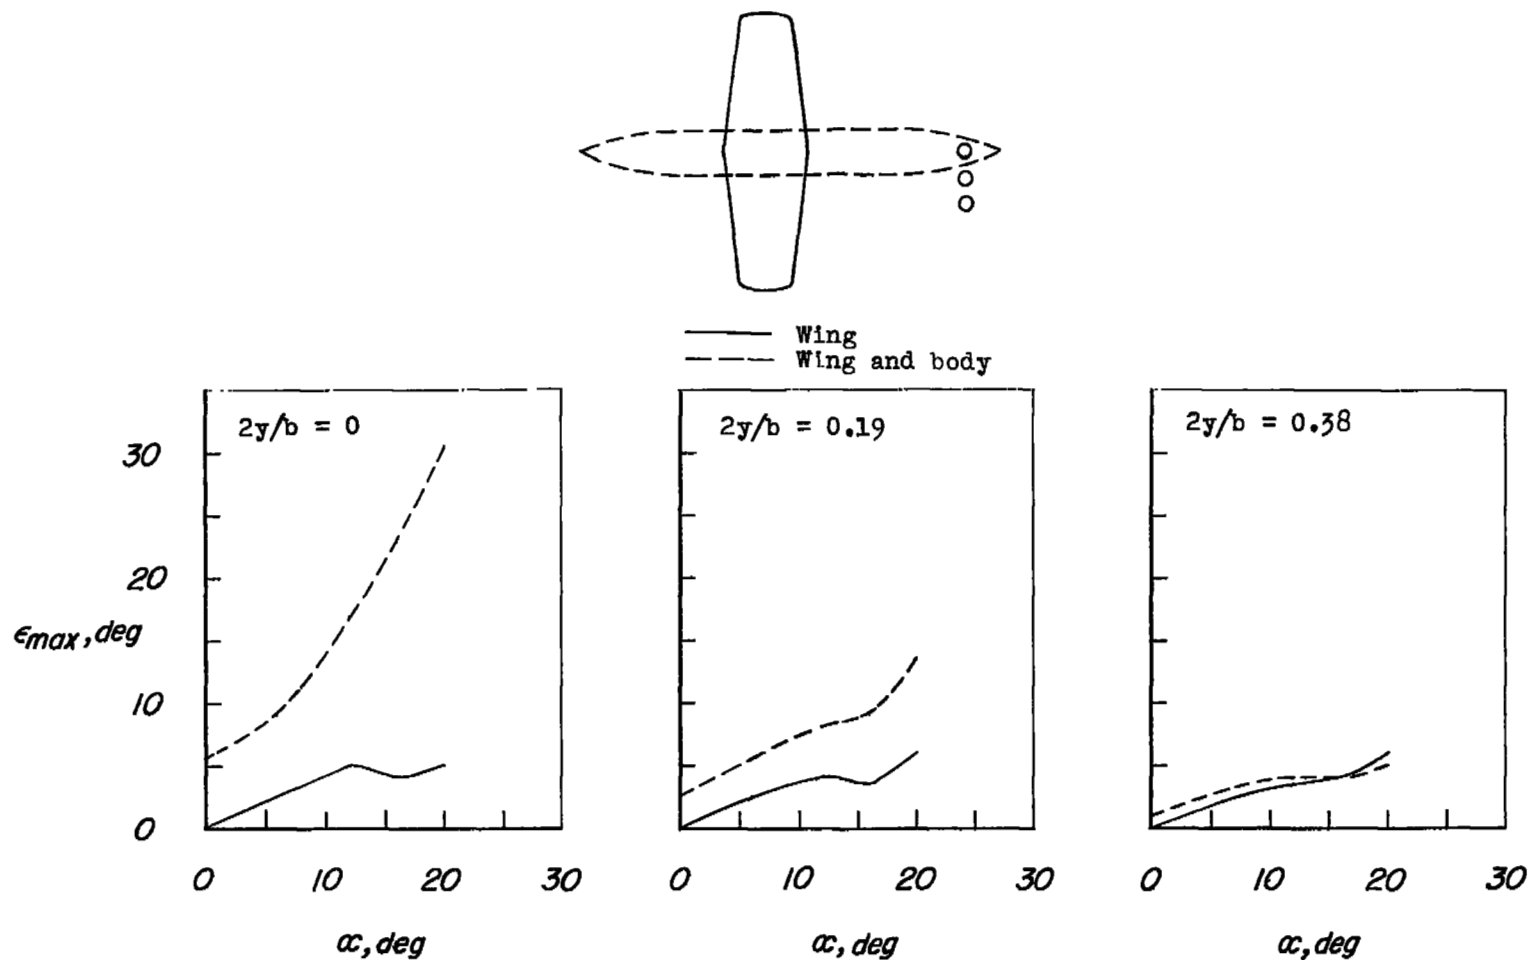 Wing
Wing and body
2y/b = 0
2y/b = 0.19
2y/b = 0.38
30
20
εmax, deg
10
0
0 10 20 30
0 10 20 30
0 10 20 30
α, deg
α, deg
α, deg